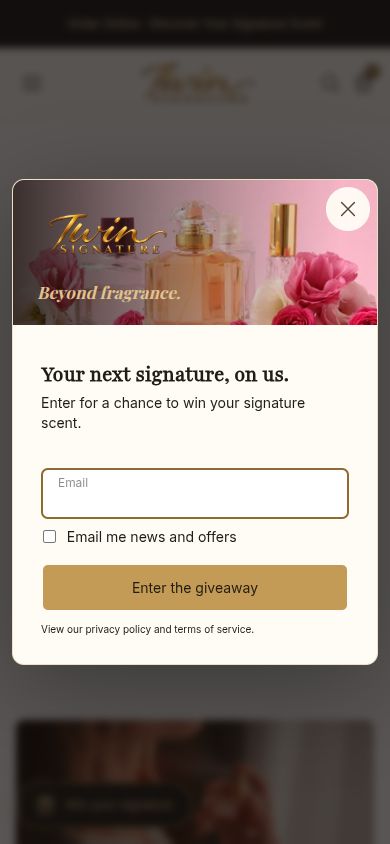 Twin
SIGNATURE
Beyond fragrance.
Your next signature, on us.
Enter for a chance to win your signature
scent.
Email
Email me news and offers
Enter the giveaway
View our privacy policy and terms of service.